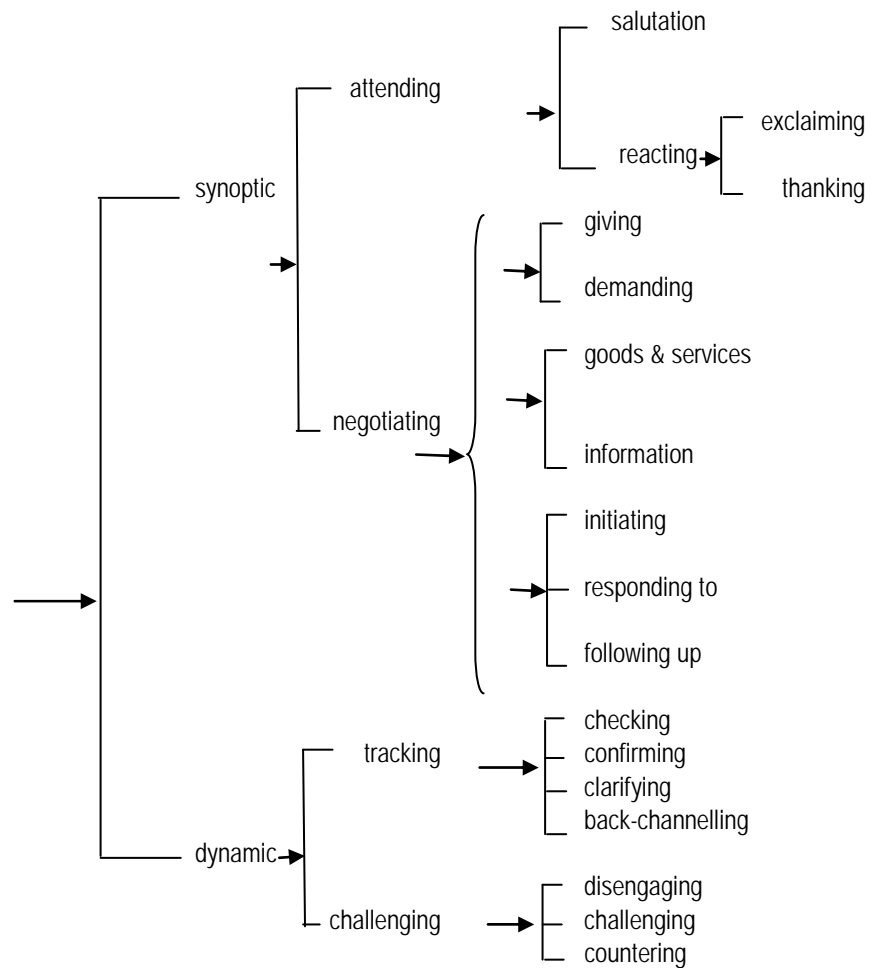 salutation
attending
exclaiming
reacting
synoptic
thanking
giving
demanding
goods & services
negotiating
information
initiating
responding to
following up
checking
tracking
confirming
clarifying
back-channelling
dynamic
disengaging
challenging
challenging
countering